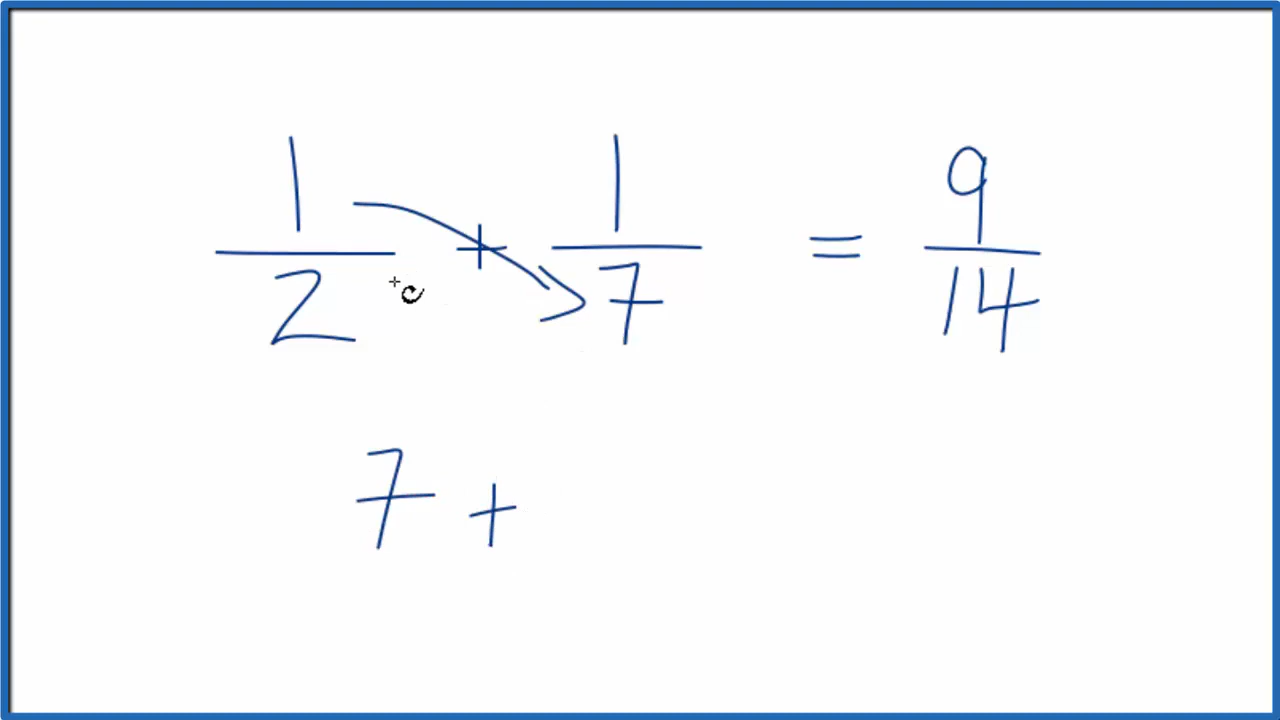 1/2 + 1/7 = 9/14
7 +